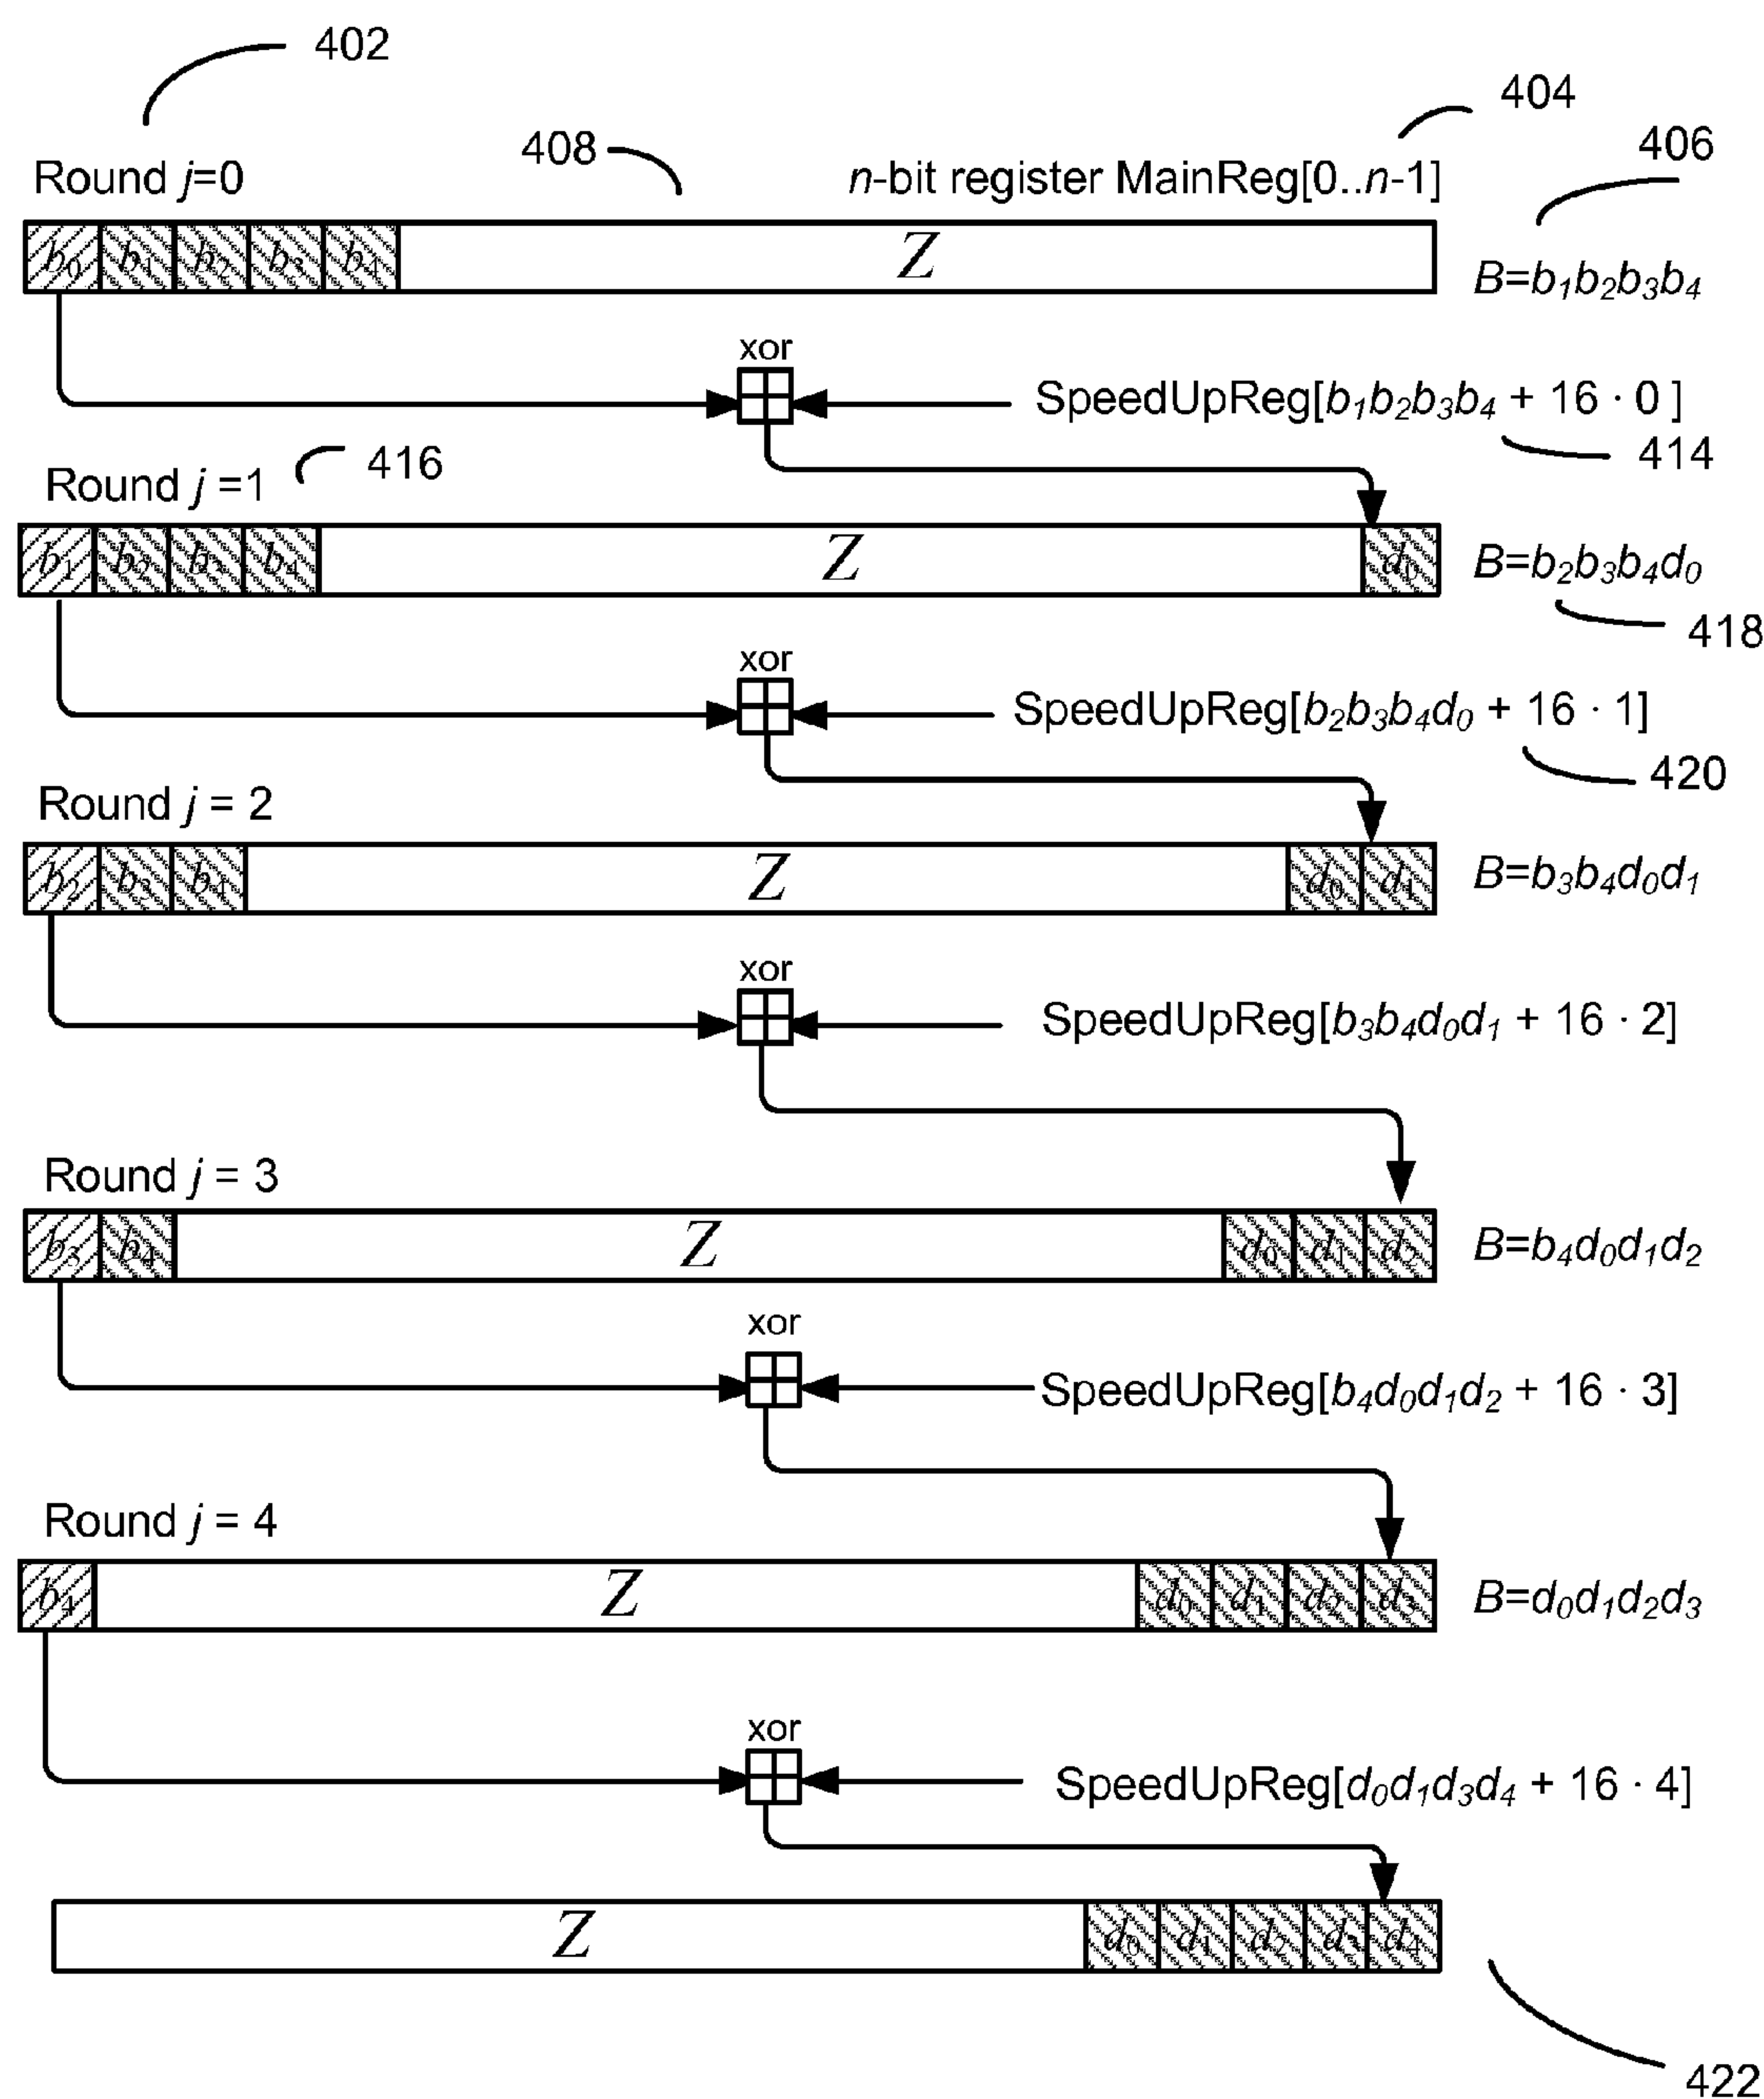 402
404
406
408
Round j=0
n-bit register MainReg[0..n-1]
b₀ b₁ b₂ b₃ b₄ Z
B=b₁b₂b₃b₄
xor
SpeedUpReg[b₁b₂b₃b₄ + 16 · 0 ]
414
416
Round j =1
b₁ b₂ b₃ b₄ Z d₀
B=b₂b₃b₄d₀
418
xor
SpeedUpReg[b₂b₃b₄d₀ + 16 · 1]
420
Round j = 2
b₂ b₃ b₄ Z d₀ d₁
B=b₃b₄d₀d₁
xor
SpeedUpReg[b₃b₄d₀d₁ + 16 · 2]
Round j = 3
b₃ b₄ Z d₀ d₁ d₂
B=b₄d₀d₁d₂
xor
SpeedUpReg[b₄d₀d₁d₂ + 16 · 3]
Round j = 4
b₄ Z d₀ d₁ d₂ d₃
B=d₀d₁d₂d₃
xor
SpeedUpReg[d₀d₁d₃d₄ + 16 · 4]
Z d₀ d₁ d₂ d₃ d₄
422